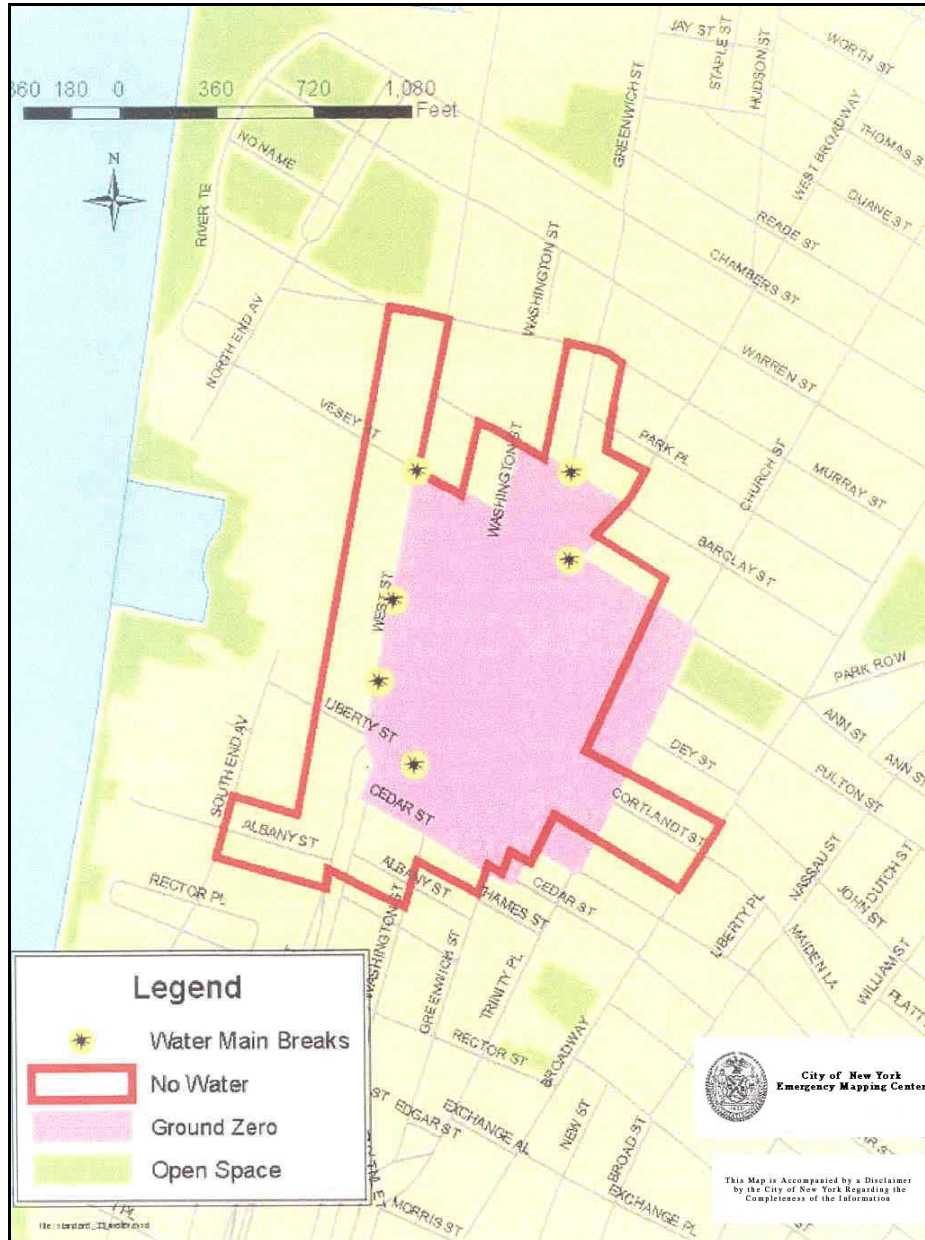 JAY ST
STAPLE ST
HUDSON ST
WORTH ST
GREENWICH ST
WEST BROADWAY
THOMAS S
360 180 0 360 720 1,080
Feet
N
NO NAME
DUANE ST
READE ST
RIVER TE
CHAMBERS ST
WASHINGTON ST
NORTH END AV
WARREN ST
VESEY ST
PARK PL
MURRAY ST
WASHINGTON ST
CHURCH ST
BARCLAY ST
WEST ST
PARK ROW
ANN ST
ANN ST
LIBERTY ST
DEY ST
FULTON ST
SOUTH END AV
CEDAR ST
CORTLANDT ST
ALBANY ST
ALBANY ST
THAMES ST
CEDAR ST
NASSAU ST
DUTCH ST
JOHN ST
RECTOR PL
LIBERTY PL
MAIDEN LA
WILLIAM ST
PLATT
WASHINGTON ST
GREENWICH ST
TRINITY PL
BROADWAY
RECTOR ST
Legend
Water Main Breaks
No Water
Ground Zero
Open Space
City of New York
Emergency Mapping Center
ST
EDGAR ST
EXCHANGE AL
NEW ST
BROAD ST
EXCHANGE PL
MORRIS ST
PL
This Map is Accompanied by a Disclaimer
by the City of New York Regarding the
Completeness of the Information